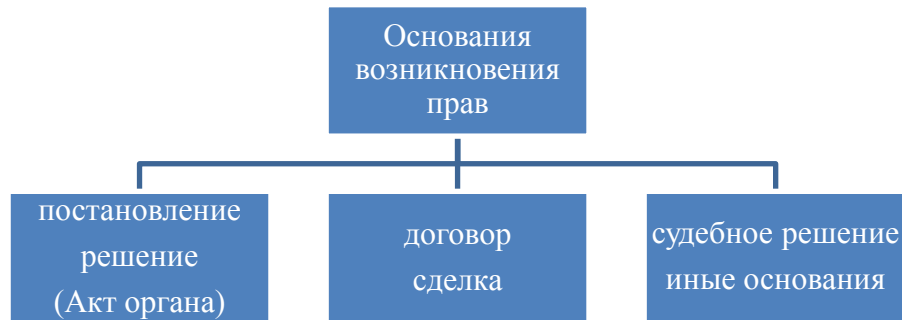 Основания
возникновения
прав
постановление
решение
(Акт органа)
договор
сделка
судебное решение
иные основания